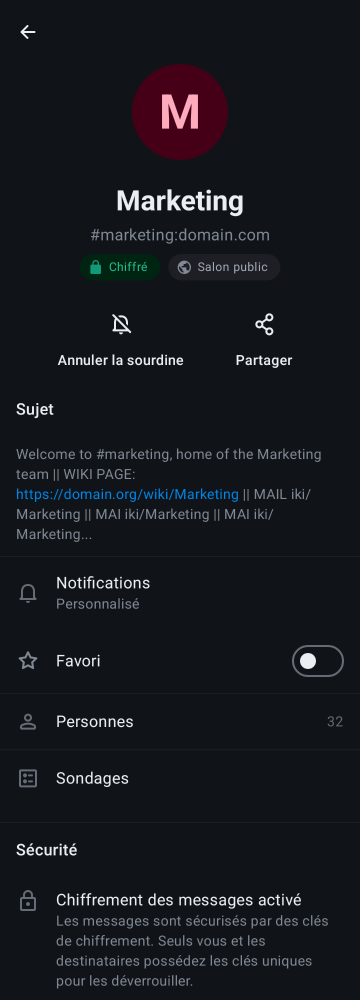 M
Marketing
#marketing:domain.com
Chiffré
Salon public
Annuler la sourdine
Partager
Sujet
Welcome to #marketing, home of the Marketing
team || WIKI PAGE:
https://domain.org/wiki/Marketing || MAIL iki/
Marketing || MAI iki/Marketing || MAI iki/
Marketing...
Notifications
Personnalisé
Favori
Personnes 32
Sondages
Sécurité
Chiffrement des messages activé
Les messages sont sécurisés par des clés
de chiffrement. Seuls vous et les
destinataires possédez les clés uniques
pour les déverrouiller.